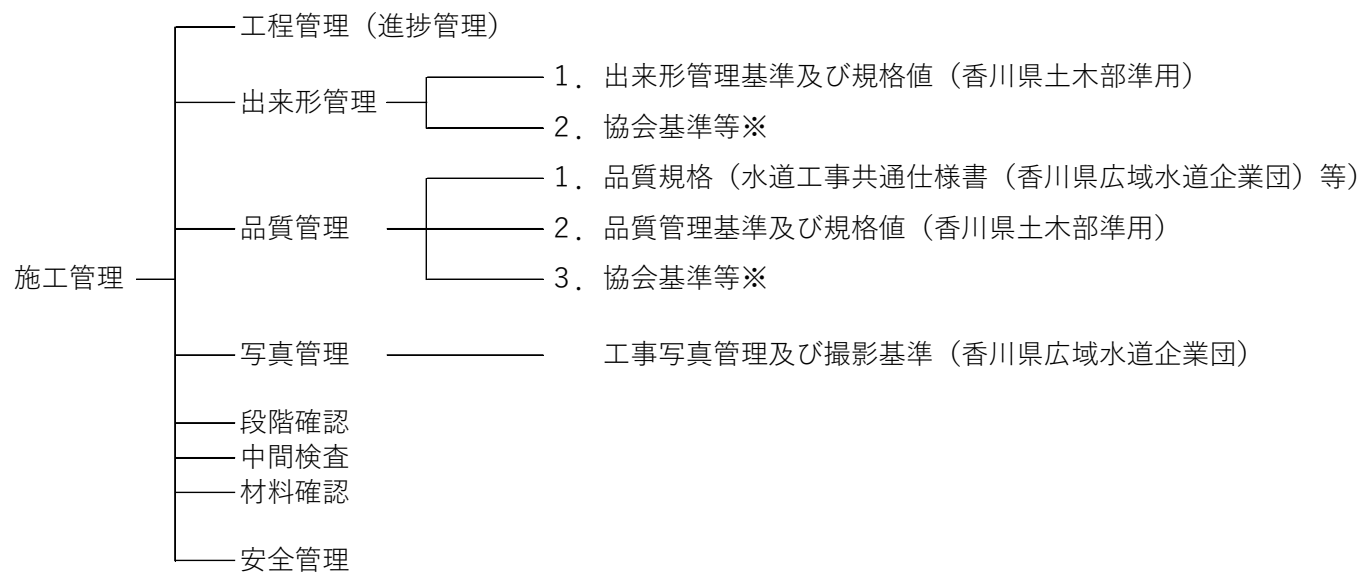 工程管理（進捗管理）
出来形管理
１．出来形管理基準及び規格値（香川県土木部準用）
２．協会基準等※
品質管理
１．品質規格（水道工事共通仕様書（香川県広域水道企業団）等）
２．品質管理基準及び規格値（香川県土木部準用）
３．協会基準等※
施工管理
写真管理
工事写真管理及び撮影基準（香川県広域水道企業団）
段階確認
中間検査
材料確認
安全管理